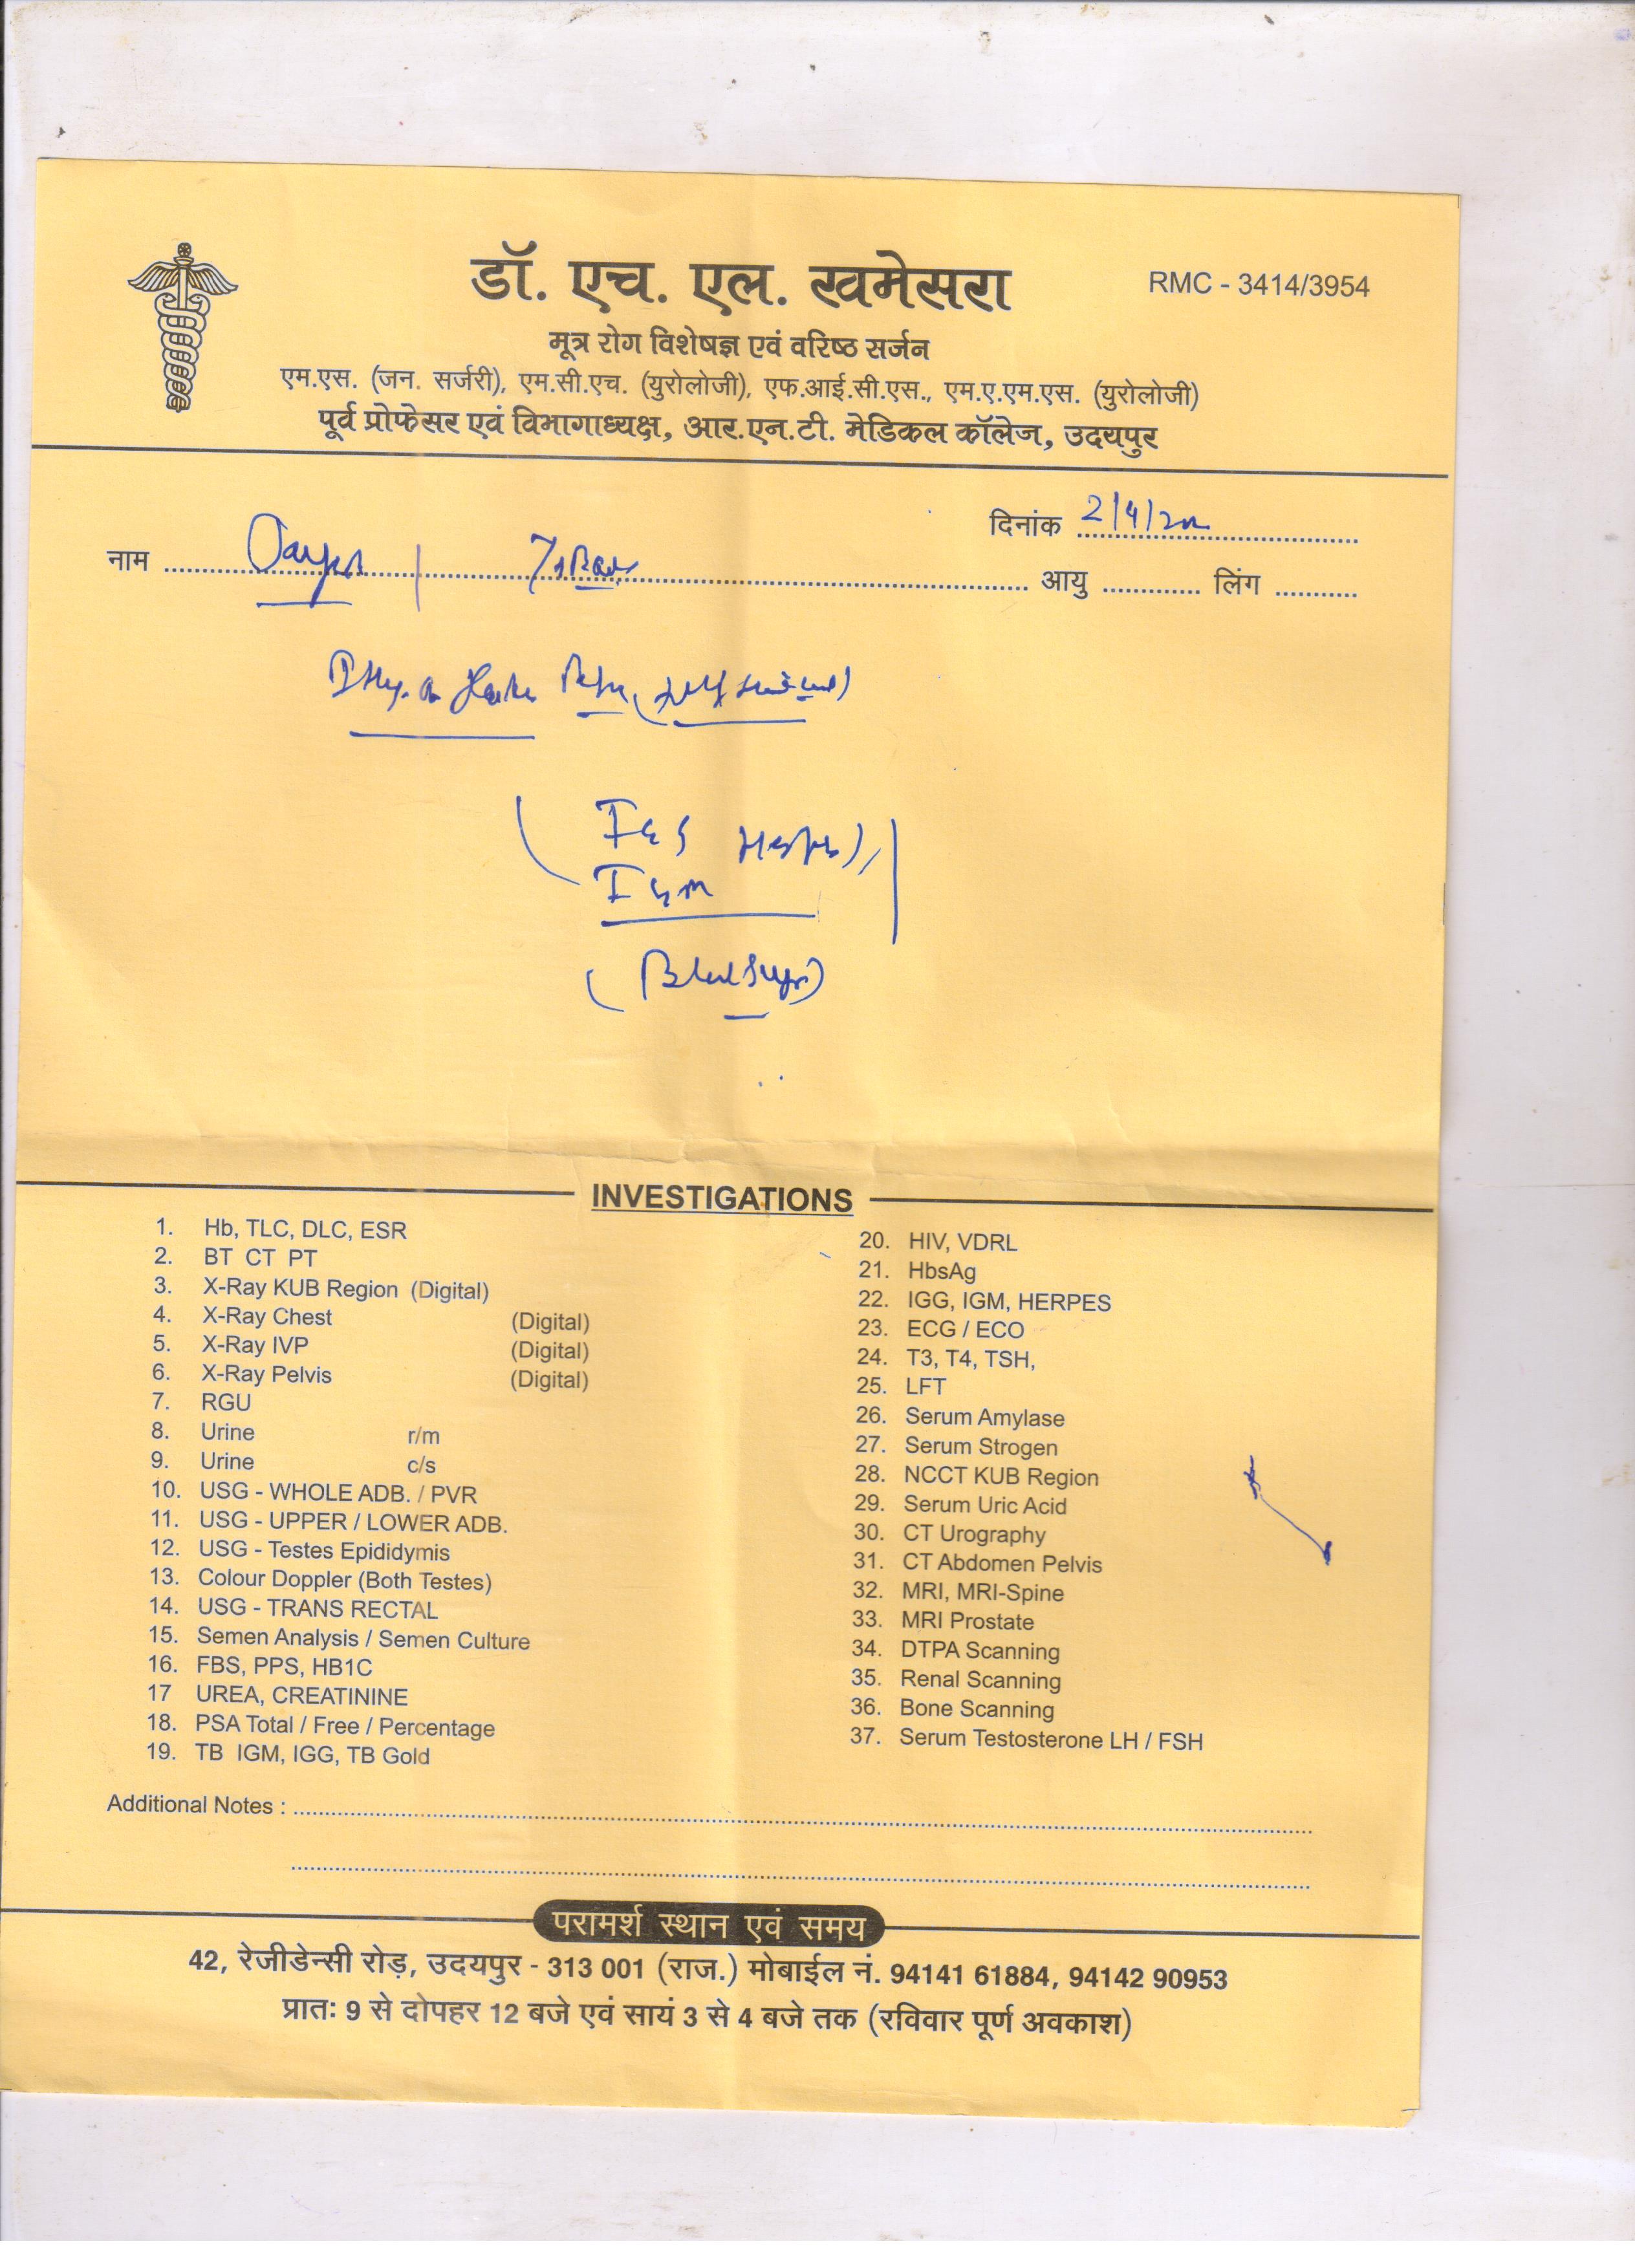 डॉ. एच. एल. खमेसरा
RMC - 3414/3954
मूत्र रोग विशेषज्ञ एवं वरिष्ठ सर्जन
एम.एस. (जन. सर्जरी), एम.सी.एच. (युरोलोजी), एफ.आई.सी.एस., एम.ए.एम.एस. (युरोलोजी)
पूर्व प्रोफेसर एवं विभागाध्यक्ष, आर.एन.टी. मेडिकल कॉलेज, उदयपुर
दिनांक 2/4/22
नाम आयु लिंग
IgG Herpes
IgM
INVESTIGATIONS
1. Hb, TLC, DLC, ESR
2. BT CT PT
3. X-Ray KUB Region (Digital)
4. X-Ray Chest (Digital)
5. X-Ray IVP (Digital)
6. X-Ray Pelvis (Digital)
7. RGU
8. Urine r/m
9. Urine c/s
10. USG - WHOLE ADB. / PVR
11. USG - UPPER / LOWER ADB.
12. USG - Testes Epididymis
13. Colour Doppler (Both Testes)
14. USG - TRANS RECTAL
15. Semen Analysis / Semen Culture
16. FBS, PPS, HB1C
17 UREA, CREATININE
18. PSA Total / Free / Percentage
19. TB IGM, IGG, TB Gold
20. HIV, VDRL
21. HbsAg
22. IGG, IGM, HERPES
23. ECG / ECO
24. T3, T4, TSH,
25. LFT
26. Serum Amylase
27. Serum Strogen
28. NCCT KUB Region
29. Serum Uric Acid
30. CT Urography
31. CT Abdomen Pelvis
32. MRI, MRI-Spine
33. MRI Prostate
34. DTPA Scanning
35. Renal Scanning
36. Bone Scanning
37. Serum Testosterone LH / FSH
Additional Notes :
परामर्श स्थान एवं समय
42, रेजीडेन्सी रोड़, उदयपुर - 313 001 (राज.) मोबाईल नं. 94141 61884, 94142 90953
प्रातः 9 से दोपहर 12 बजे एवं सायं 3 से 4 बजे तक (रविवार पूर्ण अवकाश)